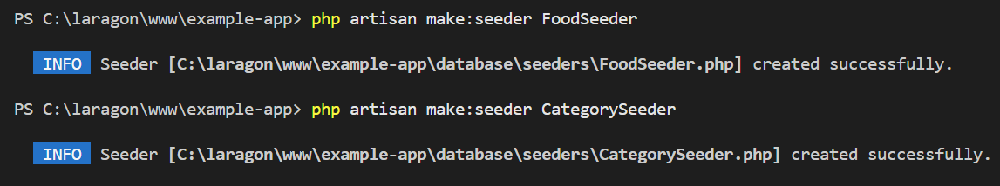 PS C:\laragon\www\example-app> php artisan make:seeder FoodSeeder
INFO Seeder [C:\laragon\www\example-app\database\seeders\FoodSeeder.php] created successfully.
PS C:\laragon\www\example-app> php artisan make:seeder CategorySeeder
INFO Seeder [C:\laragon\www\example-app\database\seeders\CategorySeeder.php] created successfully.